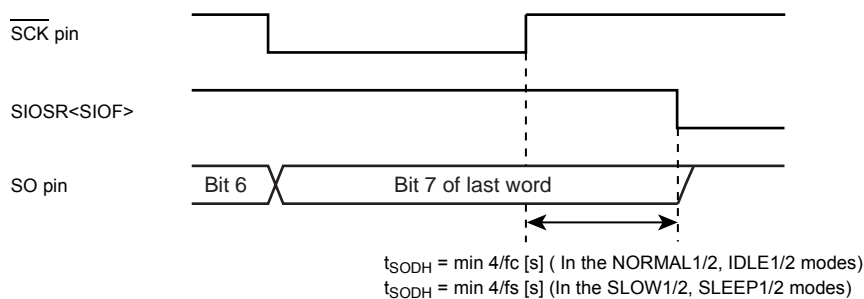 SCK pin
SIOSR<SIOF>
SO pin
Bit 6
Bit 7 of last word
tSODH = min 4/fc [s] ( In the NORMAL1/2, IDLE1/2 modes)
tSODH = min 4/fs [s] (In the SLOW1/2, SLEEP1/2 modes)